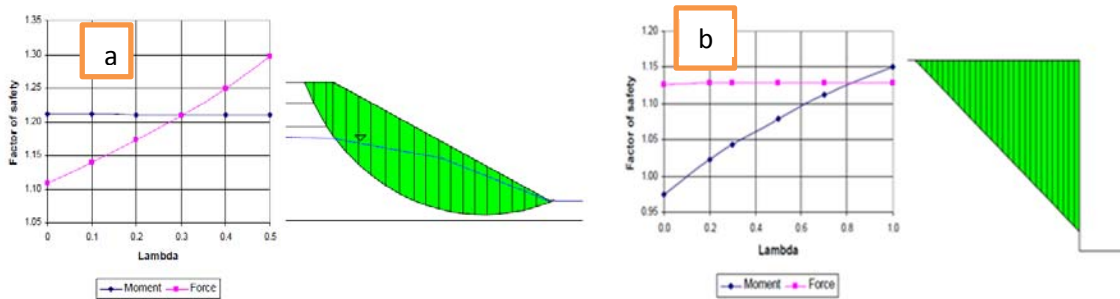 a
1.35
1.30
1.25
1.20
1.15
1.10
1.05
Factor of safety
0 0.1 0.2 0.3 0.4 0.5
Lambda
Moment Force
b
1.20
1.15
1.10
1.05
1.00
0.95
Factor of safety
0.0 0.2 0.4 0.6 0.8 1.0
Lambda
Moment Force